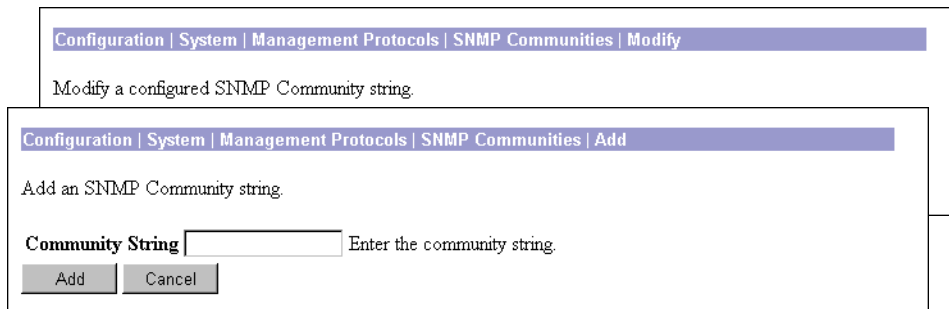 Configuration | System | Management Protocols | SNMP Communities | Modify
Modify a configured SNMP Community string.
Configuration | System | Management Protocols | SNMP Communities | Add
Add an SNMP Community string.
Community String Enter the community string.
Add Cancel